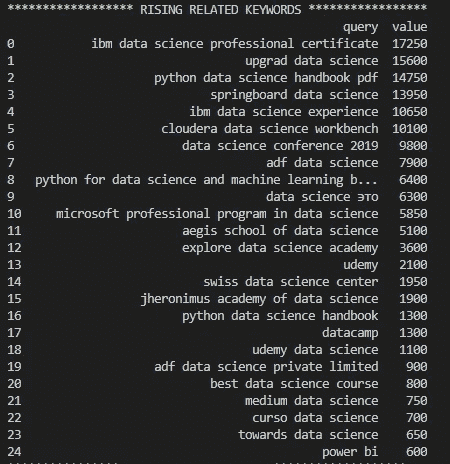 ****************** RISING RELATED KEYWORDS *****************
query value
0 ibm data science professional certificate 17250
1 upgrad data science 15600
2 python data science handbook pdf 14750
3 springboard data science 13950
4 ibm data science experience 10650
5 cloudera data science workbench 10100
6 data science conference 2019 9800
7 adf data science 7900
8 python for data science and machine learning b... 6400
9 data science это 6300
10 microsoft professional program in data science 5850
11 aegis school of data science 5100
12 explore data science academy 3600
13 udemy 2100
14 swiss data science center 1950
15 jheronimus academy of data science 1900
16 python data science handbook 1300
17 datacamp 1300
18 udemy data science 1100
19 adf data science private limited 900
20 best data science course 800
21 medium data science 750
22 curso data science 700
23 towards data science 650
24 power bi 600